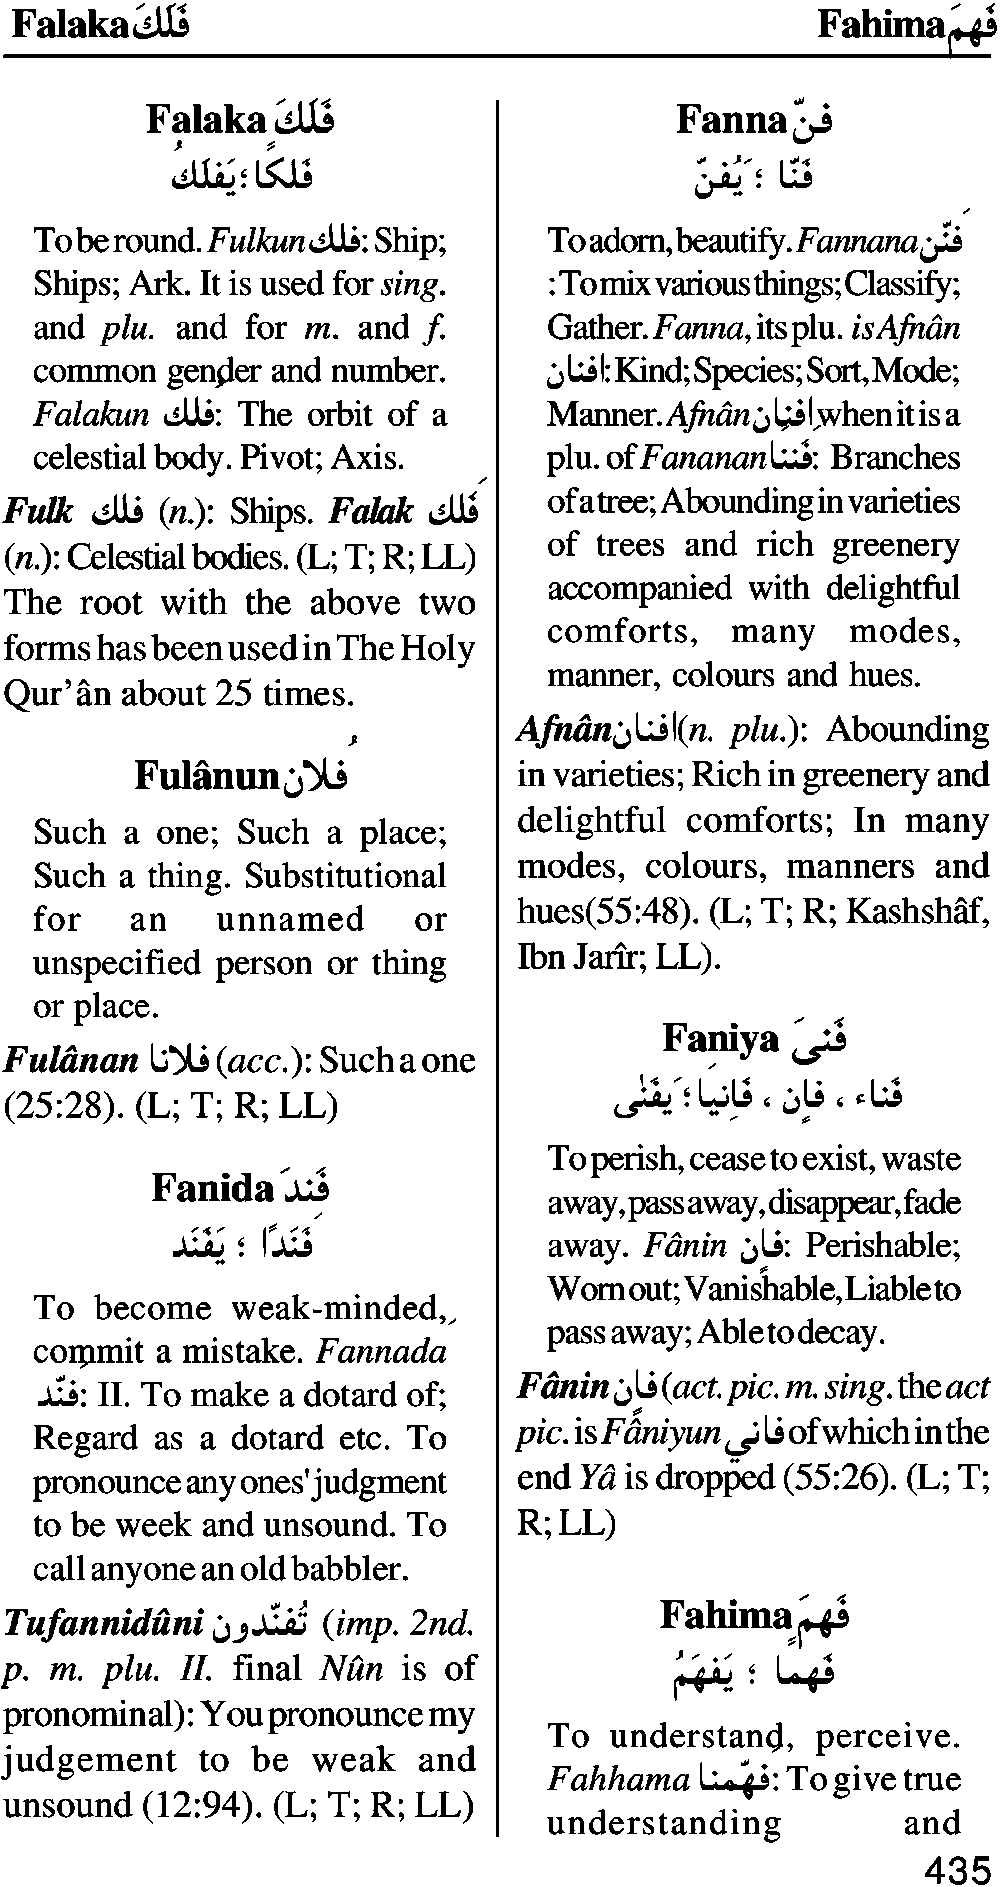 Falaka فَلَكَ
Fahima فَهِمَ
Falaka فَلَكَ
فَلكًا ؛ يَفلَكُ
To be round. Fulkun فلك: Ship;
Ships; Ark. It is used for sing.
and plu. and for m. and f.
common gender and number.
Falakun فلك: The orbit of a
celestial body. Pivot; Axis.
Fulk فلك (n.): Ships. Falak فَلك
(n.): Celestial bodies. (L; T; R; LL)
The root with the above two
forms has been used in The Holy
Qur’ân about 25 times.
Fulânun فُلان
Such a one; Such a place;
Such a thing. Substitutional
for an unnamed or
unspecified person or thing
or place.
Fulânan فلانا (acc.): Such a one
(25:28). (L; T; R; LL)
Fanida فَنِدَ
فَنَدًا ؛ يَفَنَد
To become weak-minded,
commit a mistake. Fannada
فنّد: II. To make a dotard of;
Regard as a dotard etc. To
pronounce any ones' judgment
to be week and unsound. To
call anyone an old babbler.
Tufannidûni تُفنّدون (imp. 2nd.
p. m. plu. II. final Nûn is of
pronominal): You pronounce my
judgement to be weak and
unsound (12:94). (L; T; R; LL)
Fanna فنّ
فَنّا ؛ يَفُنّ
To adorn, beautify. Fannana فنّن
: To mix various things; Classify;
Gather. Fanna, its plu. is Afnân
افنان: Kind; Species; Sort, Mode;
Manner. Afnân افنان when it is a
plu. of Fananan فننا: Branches
of a tree; Abounding in varieties
of trees and rich greenery
accompanied with delightful
comforts, many modes,
manner, colours and hues.
Afnân افنان (n. plu.): Abounding
in varieties; Rich in greenery and
delightful comforts; In many
modes, colours, manners and
hues(55:48). (L; T; R; Kashshâf,
Ibn Jarîr; LL).
Faniya فَنِىَ
فَناء ، فإن ، فَانِيا ؛ يَفَنٰى
To perish, cease to exist, waste
away, pass away, disappear, fade
away. Fânin فإن: Perishable;
Worn out; Vanishable, Liable to
pass away; Able to decay.
Fânin فانٍ (act. pic. m. sing. the act
pic. is Fâniyun فاني of which in the
end Yâ is dropped (55:26). (L; T;
R; LL)
Fahima فَهِمَ
فَهمًا ؛ يَفهَمُ
To understand, perceive.
Fahhama فهّمنا: To give true
understanding and
435